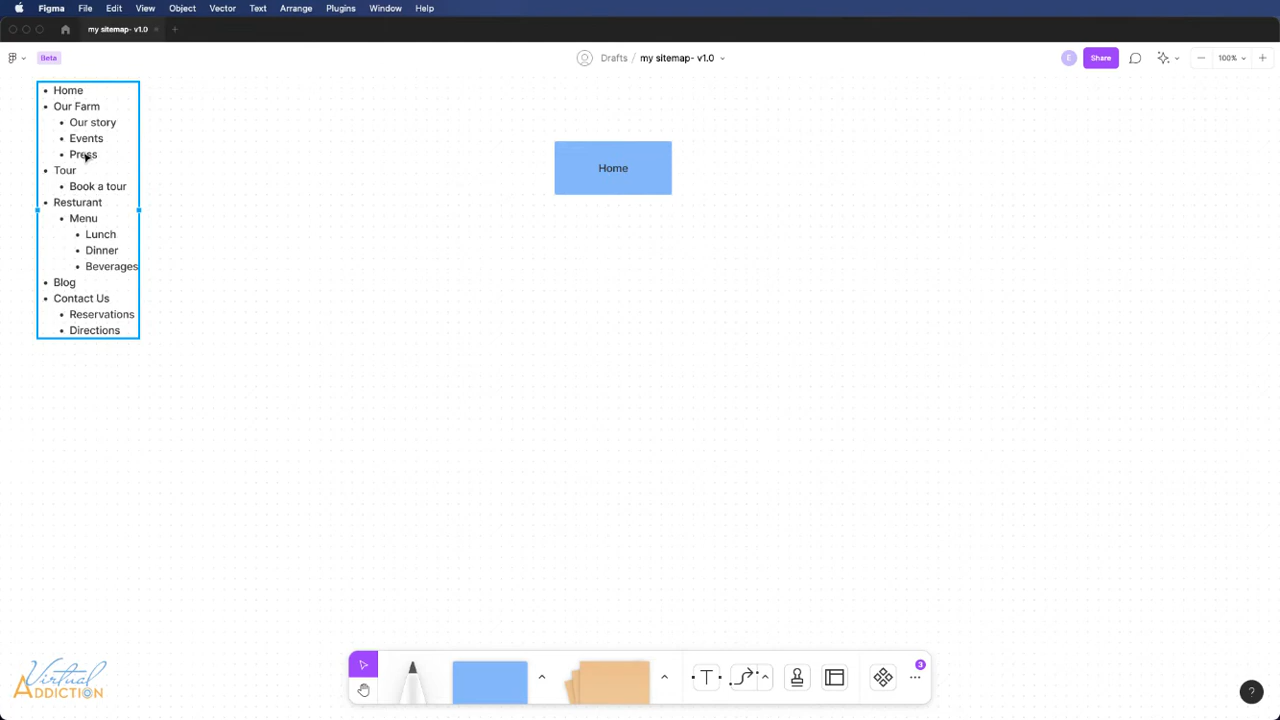 Figma File Edit View Object Vector Text Arrange Plugins Window Help
my sitemap- v1.0
Beta
Drafts / my sitemap- v1.0
E
Share
100%
• Home
• Our Farm
• Our story
• Events
• Press
• Tour
• Book a tour
• Resturant
• Menu
• Lunch
• Dinner
• Beverages
• Blog
• Contact Us
• Reservations
• Directions
Home
T
3
?
Virtual
ADDICTION